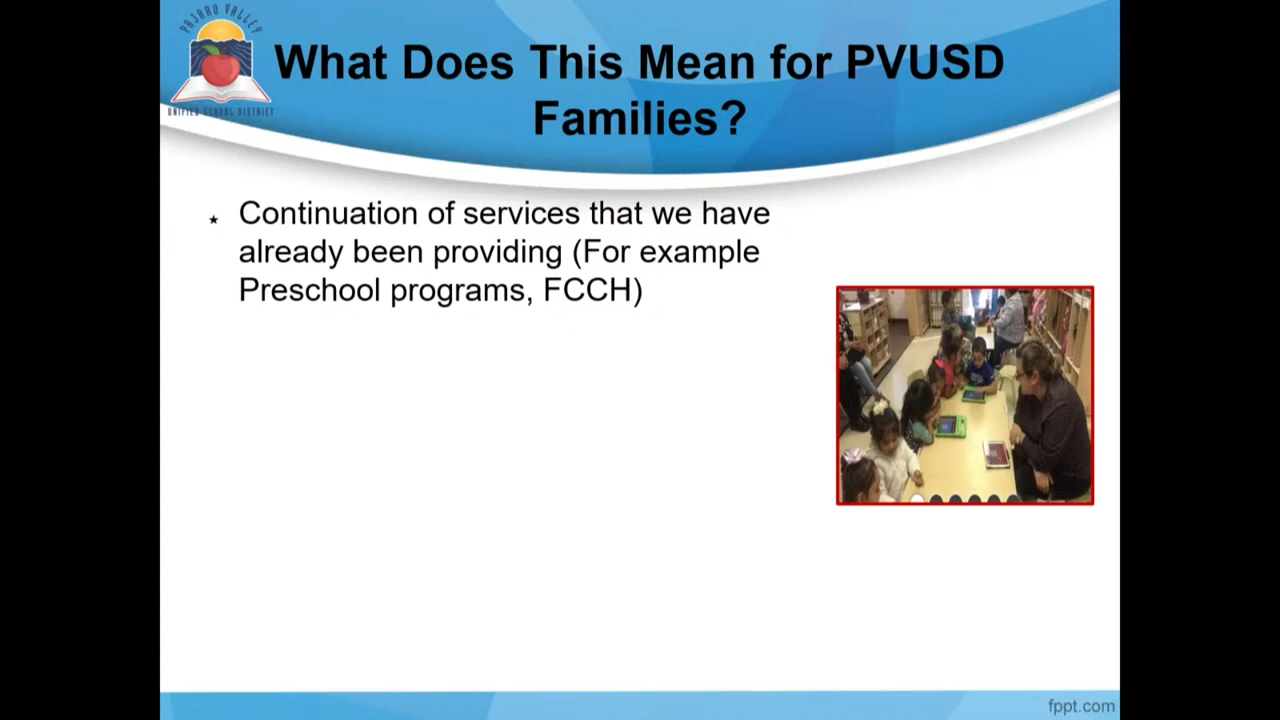 PAJARO VALLEY
UNIFIED SCHOOL DISTRICT
What Does This Mean for PVUSD
Families?
Continuation of services that we have
already been providing (For example
Preschool programs, FCCH)
fppt.com